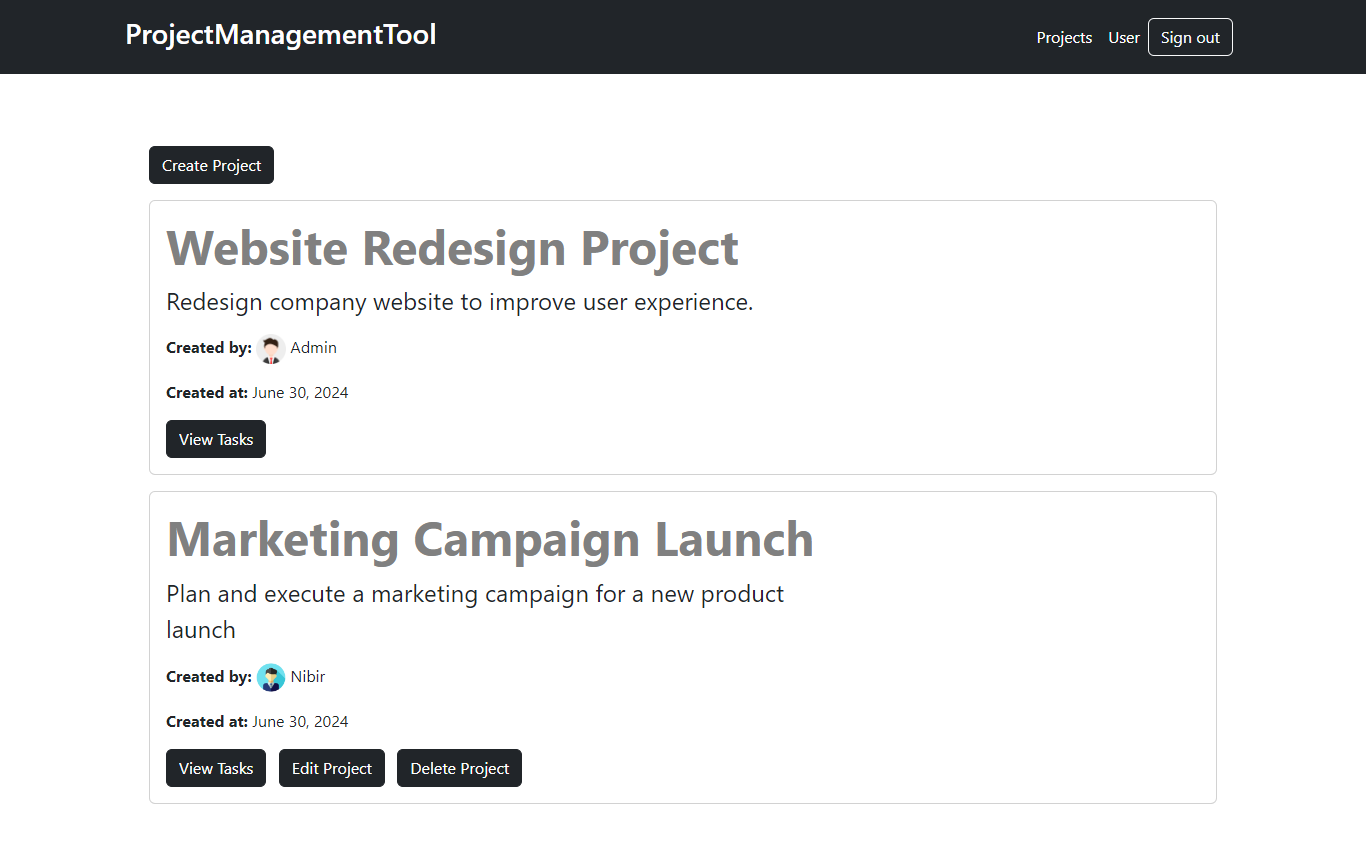 ProjectManagementTool
Projects User Sign out
Create Project
Website Redesign Project
Redesign company website to improve user experience.
Created by: Admin
Created at: June 30, 2024
View Tasks
Marketing Campaign Launch
Plan and execute a marketing campaign for a new product
launch
Created by: Nibir
Created at: June 30, 2024
View Tasks Edit Project Delete Project